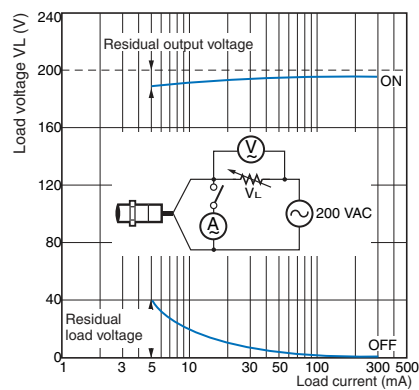 Load voltage VL (V)
240
Residual output voltage
200
ON
160
V
120
VL
200 VAC
A
80
40
Residual
load voltage
OFF
0
1 3 5 10 30 50 100 300 500
Load current (mA)